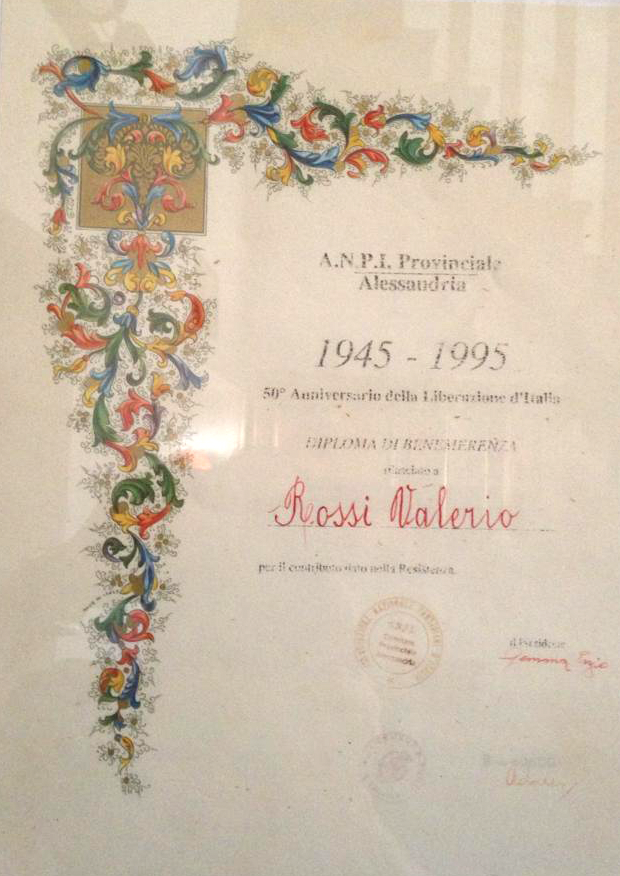 A.N.P.I. Provinciale
Alessandria
1945 - 1995
50° Anniversario della Liberazione d'Italia
DIPLOMA DI BENEMERENZA
rilasciato a
Rossi Valerio
per il contributo dato nella Resistenza.
il Presidente